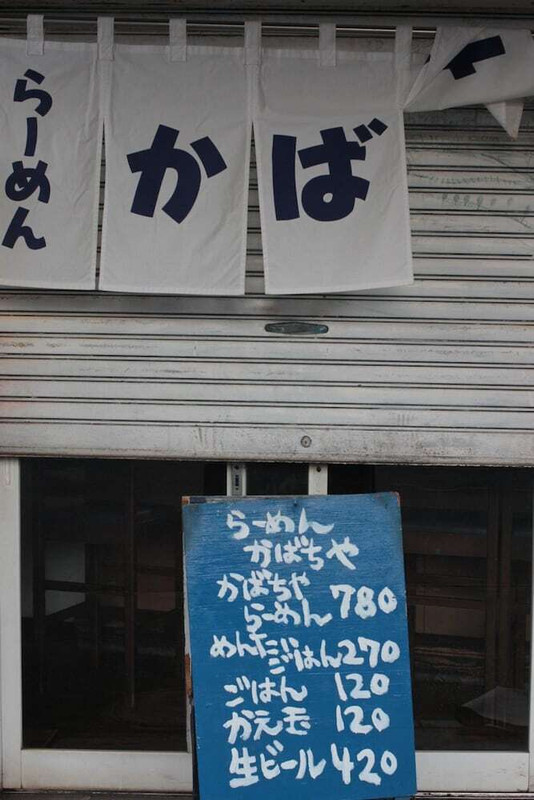 らーめん
かば
らーめん
かばちや
かばちや
らーめん 780
めんたい
ごはん 270
ごはん 120
かえ玉 120
生ビール 420